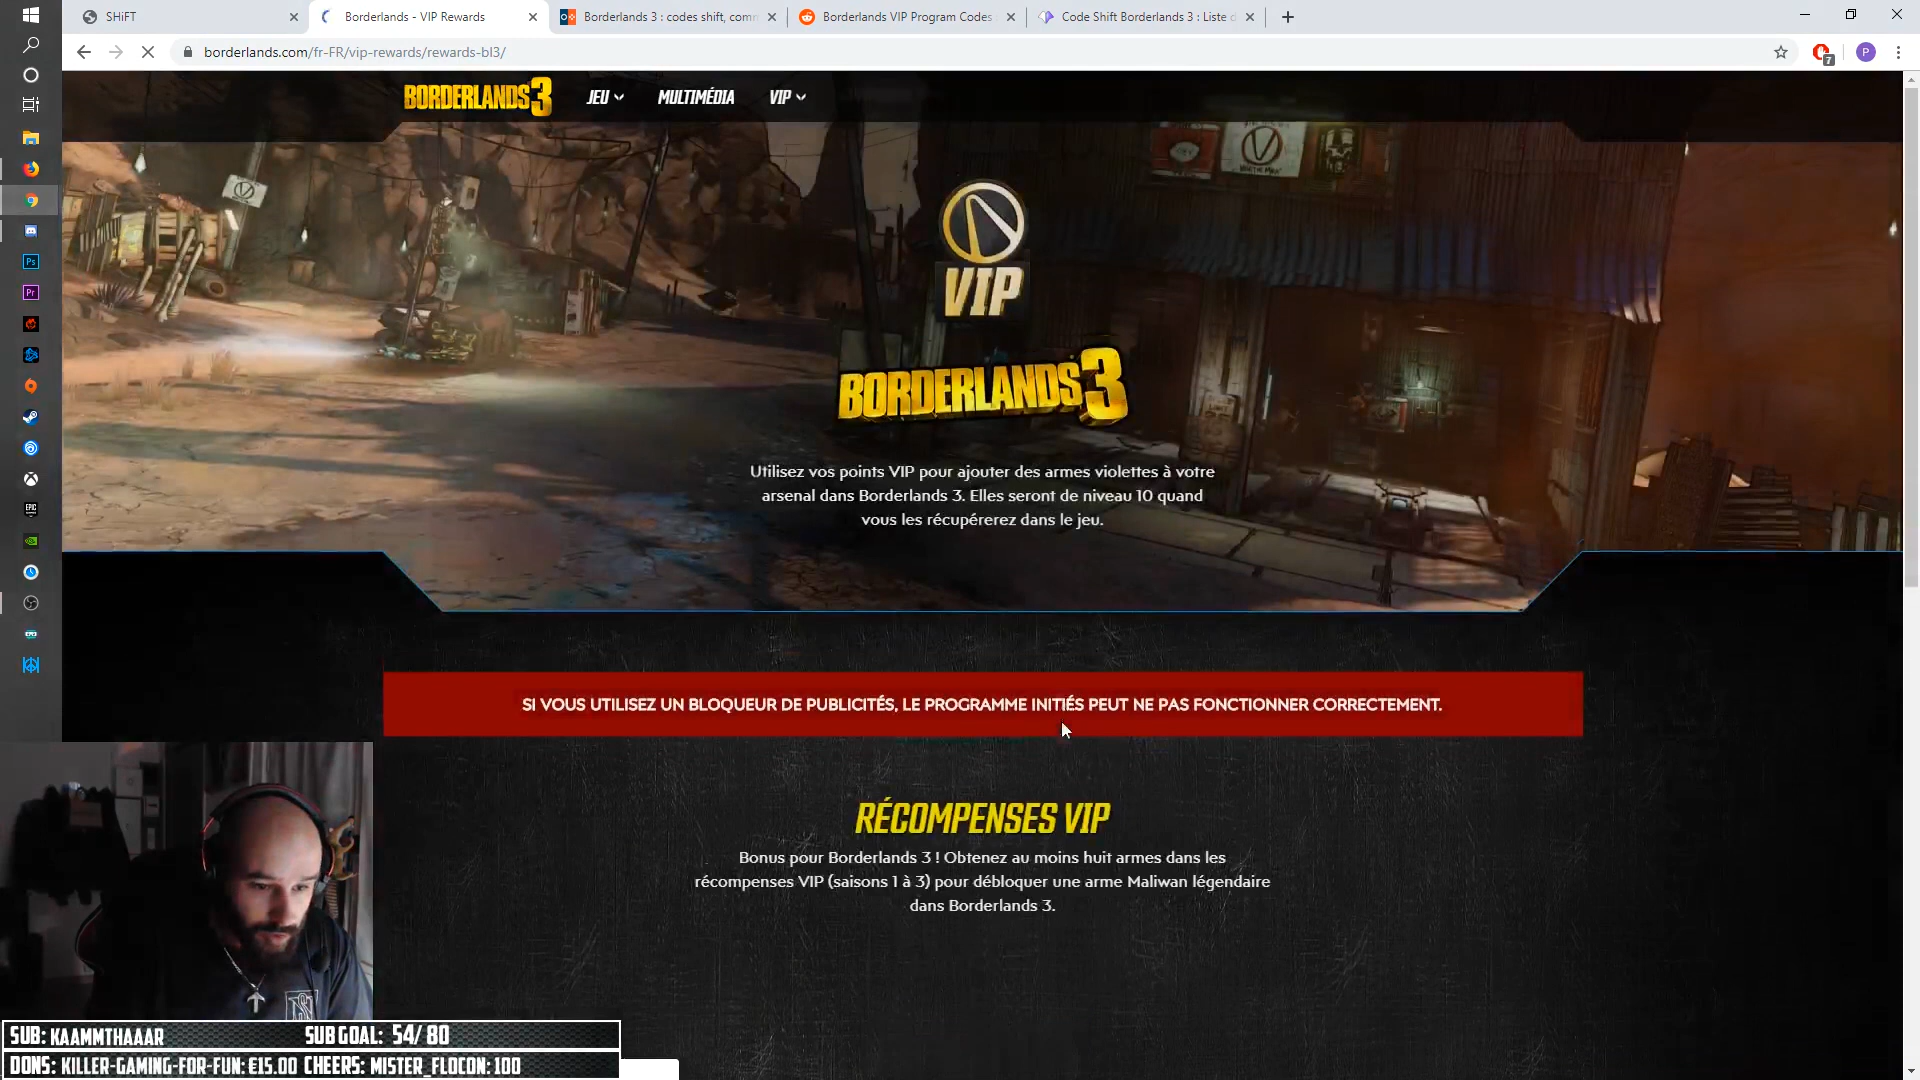 SHiFT
Borderlands - VIP Rewards
Borderlands 3 : codes shift, com
Borderlands VIP Program Codes
Code Shift Borderlands 3 : Liste d
borderlands.com/fr-FR/vip-rewards/rewards-bl3/
7
P
BORDERLANDS 3
JEU
MULTIMÉDIA
VIP
VIP
BORDERLANDS 3
Utilisez vos points VIP pour ajouter des armes violettes à votre
arsenal dans Borderlands 3. Elles seront de niveau 10 quand
vous les récupérerez dans le jeu.
SI VOUS UTILISEZ UN BLOQUEUR DE PUBLICITÉS, LE PROGRAMME INITIÉS PEUT NE PAS FONCTIONNER CORRECTEMENT.
RÉCOMPENSES VIP
Bonus pour Borderlands 3 ! Obtenez au moins huit armes dans les
récompenses VIP (saisons 1 à 3) pour débloquer une arme Maliwan légendaire
dans Borderlands 3.
Ps
Pr
EPIC
SUB: KAAMMTHAAAR
SUB GOAL: 54/ 80
DONS: KILLER-GAMING-FOR-FUN: €15.00 CHEERS: MISTER_FLOCON: 100